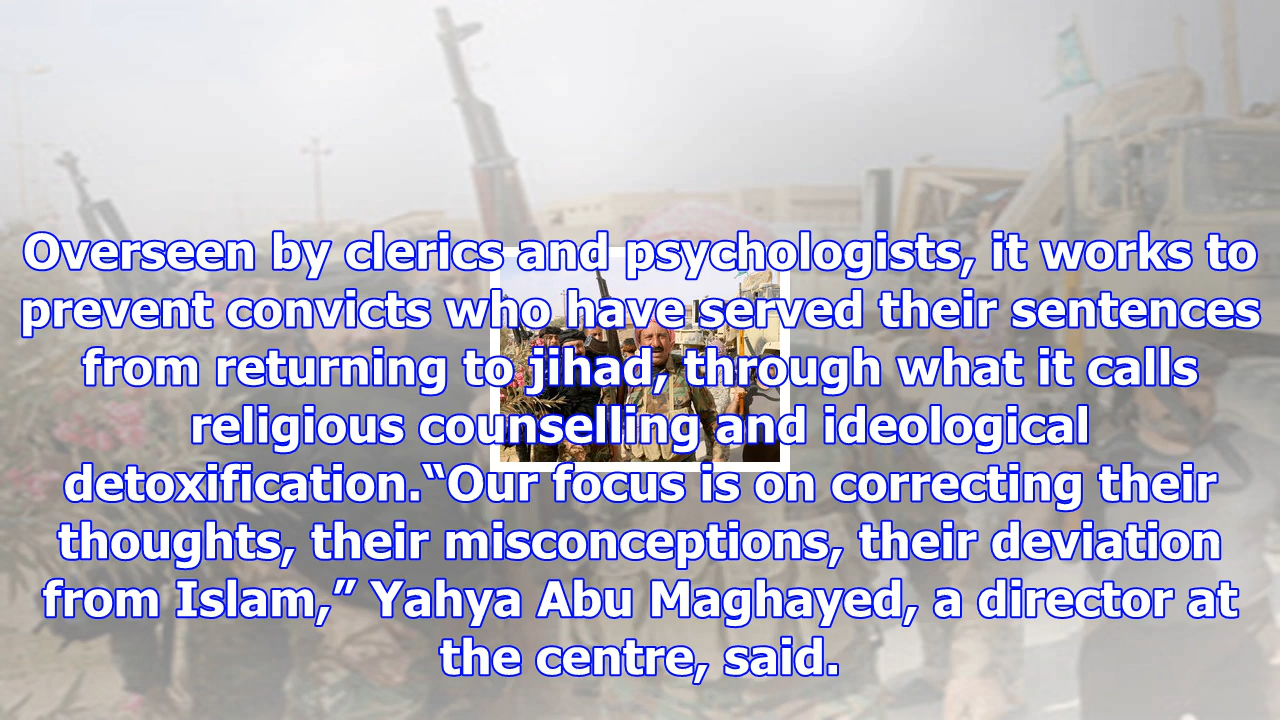 Overseen by clerics and psychologists, it works to
prevent convicts who have served their sentences
from returning to jihad, through what it calls
religious counselling and ideological
detoxification.“Our focus is on correcting their
thoughts, their misconceptions, their deviation
from Islam,” Yahya Abu Maghayed, a director at
the centre, said.